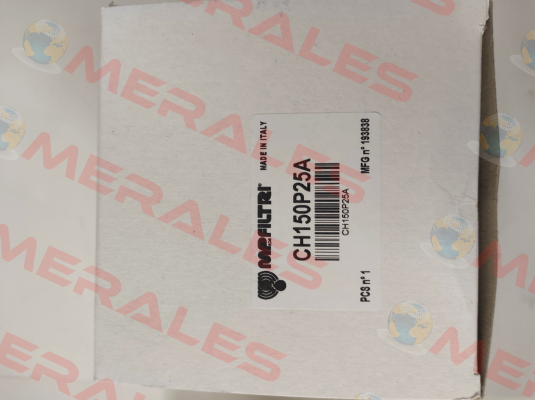 MPFILTRI®
MADE IN ITALY
CH150P25A
CH150P25A
PCS n° 1
MFG n° 193838
MERALES
MERALES
MERALES
MERALES